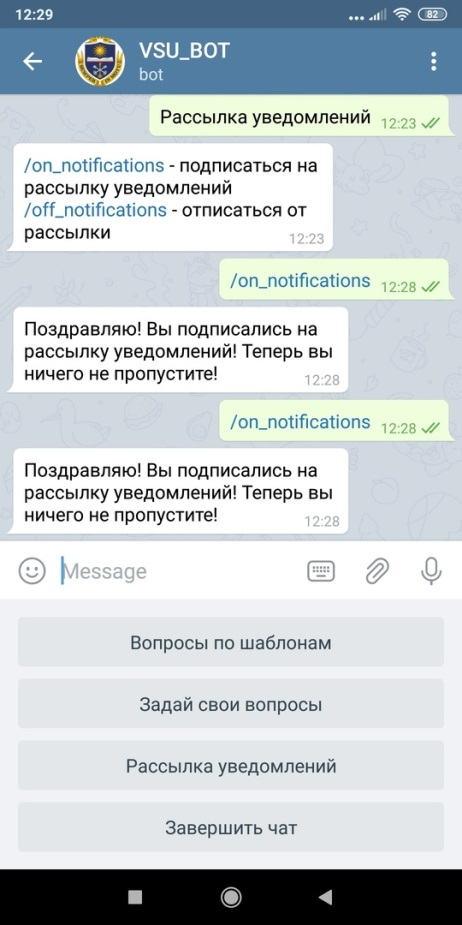 12:29
82
VSU_BOT
bot
Рассылка уведомлений 12:23
/on_notifications - подписаться на
рассылку уведомлений
/off_notifications - отписаться от
рассылки
12:23
/on_notifications 12:28
Поздравляю! Вы подписались на
рассылку уведомлений! Теперь вы
ничего не пропустите!
12:28
/on_notifications 12:28
Поздравляю! Вы подписались на
рассылку уведомлений! Теперь вы
ничего не пропустите!
12:28
Message
Вопросы по шаблонам
Задай свои вопросы
Рассылка уведомлений
Завершить чат